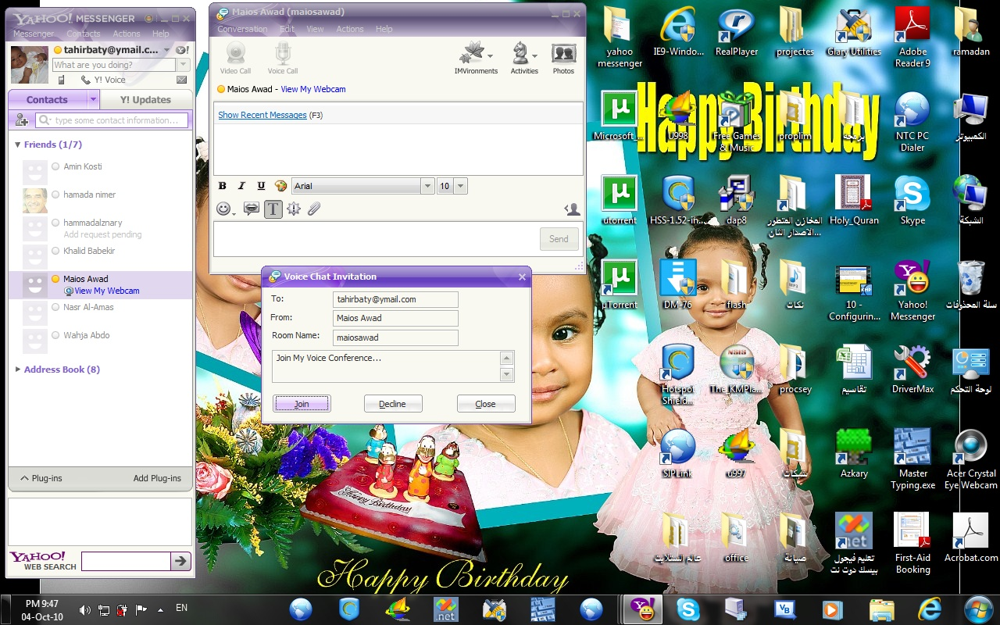 YAHOO! MESSENGER
Messenger Contacts Actions Help
tahirbaty@ymail.c...
Y!
What are you doing?
Y! Voice
Contacts
Y! Updates
type some contact information...
Friends (1/7)
Amin Kosti
hamada nimer
hammadalznary
Add request pending
Khalid Babekir
Maios Awad
View My Webcam
Nasr Al-Amas
Wahja Abdo
Address Book (8)
Plug-ins
Add Plug-ins
YAHOO!
WEB SEARCH
Maios Awad (maiosawad)
Conversation Edit View Actions Help
Video Call
Voice Call
IMVironments
Activities
Photos
Maios Awad - View My Webcam
Show Recent Messages (F3)
B I U
Arial
10
T
Send
Voice Chat Invitation
To:
tahirbaty@ymail.com
From:
Maios Awad
Room Name:
maiosawad
Join My Voice Conference...
Join
Decline
Close
yahoo messenger
IE9-Windo...
RealPlayer
projectes
Glary Utilities
Adobe Reader 9
ramadan
Happy Birthday
Microsoft_...
U998
Free Games & Music
proplim
برمجة
NTC PC Dialer
الكمبيوتر
utorrent
HSS-1.52-in...
dap8
المخازن المتطور
الاصدار الثان...
Holy_Quran
Skype
الشبكة
µTorrent
DM-76
flash
نكات
10 - Configurin...
Yahoo! Messenger
سلة المحذوفات
Hotspot Shield...
The_KMPla...
procsey
تقاسيم
DriverMax
لوحة التحكم
SIPLink
u997
شبكات
Azkary
Master Typing.exe
Acer Crystal Eye Webcam
عالم الستلايت
office
صيانة
.net
تعليم فيجول
بيسك دوت نت
First-Aid Booking
Acrobat.com
Happy Birthday
Happy Birthday
PM 9:47
04-Oct-10
EN
.net
VB